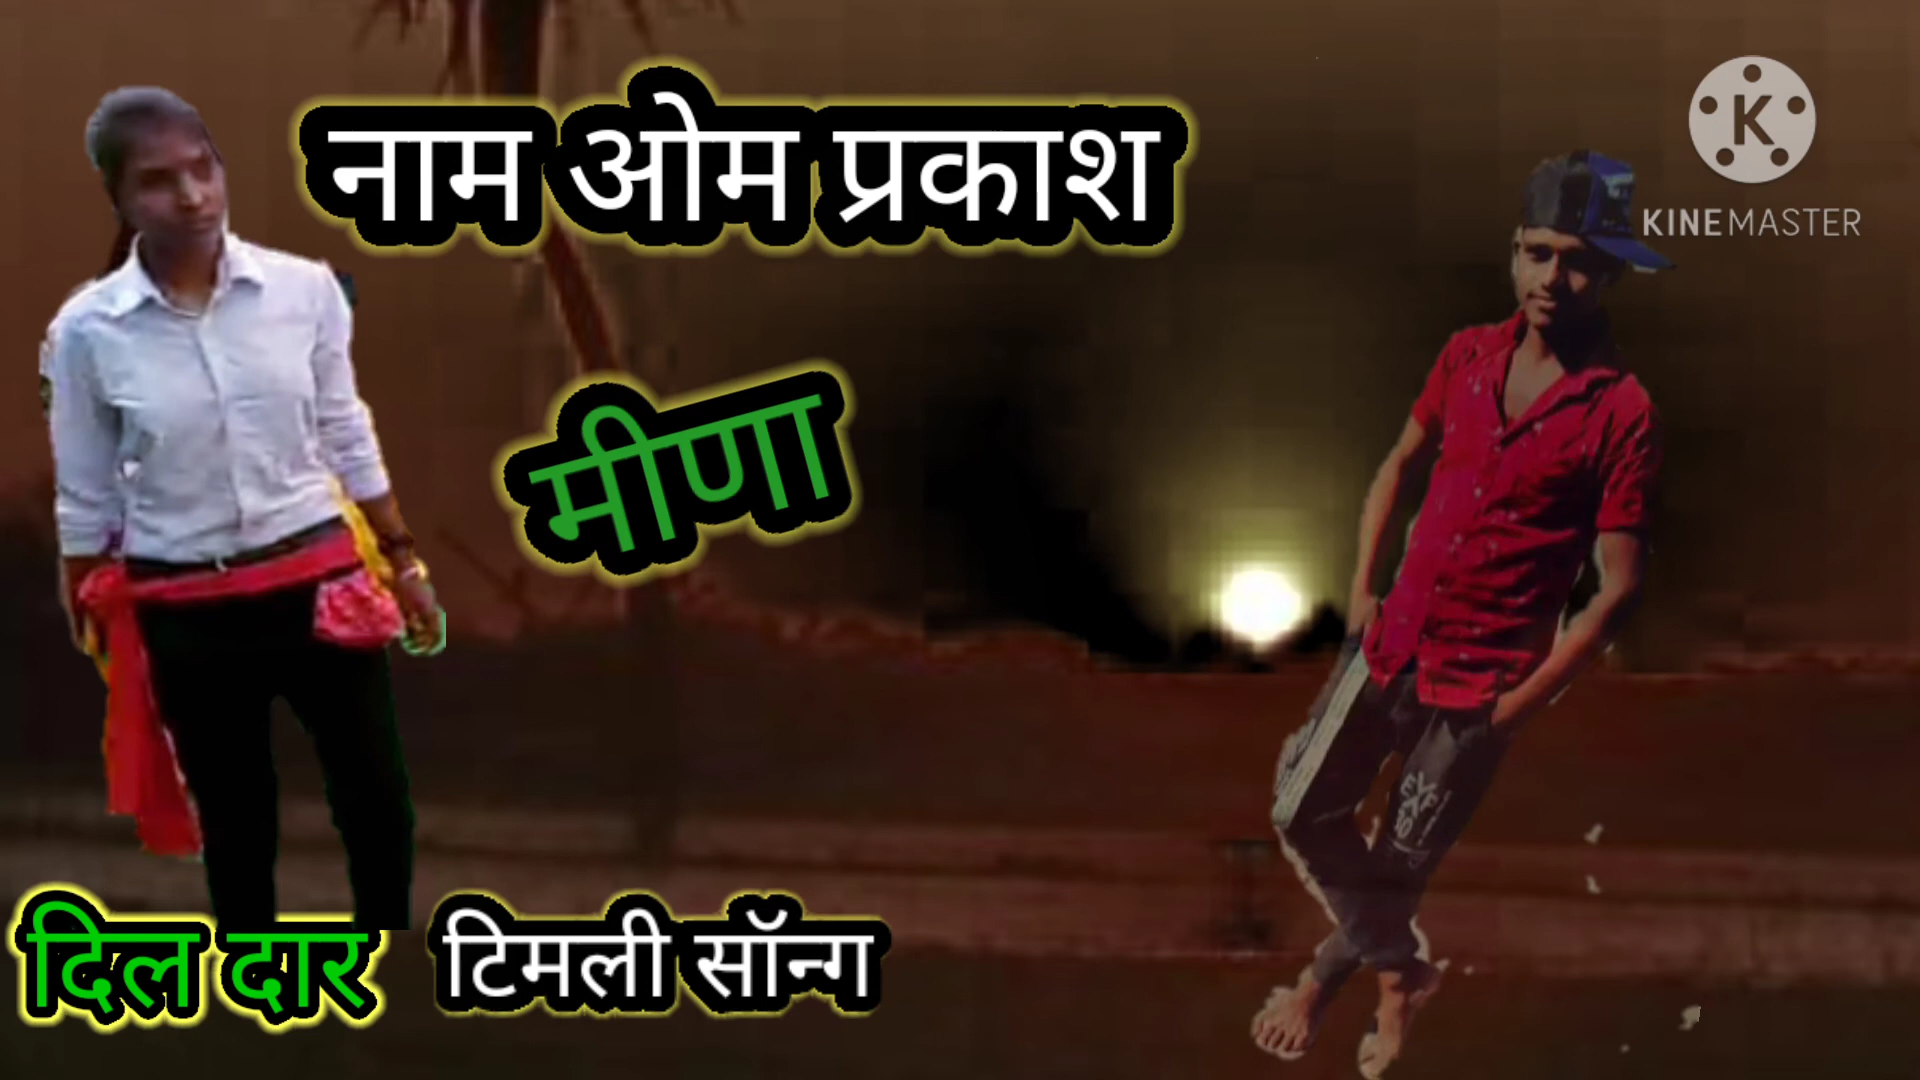 नाम ओम प्रकाश
KINEMASTER
मीणा
दिल दार टिमली सॉन्ग